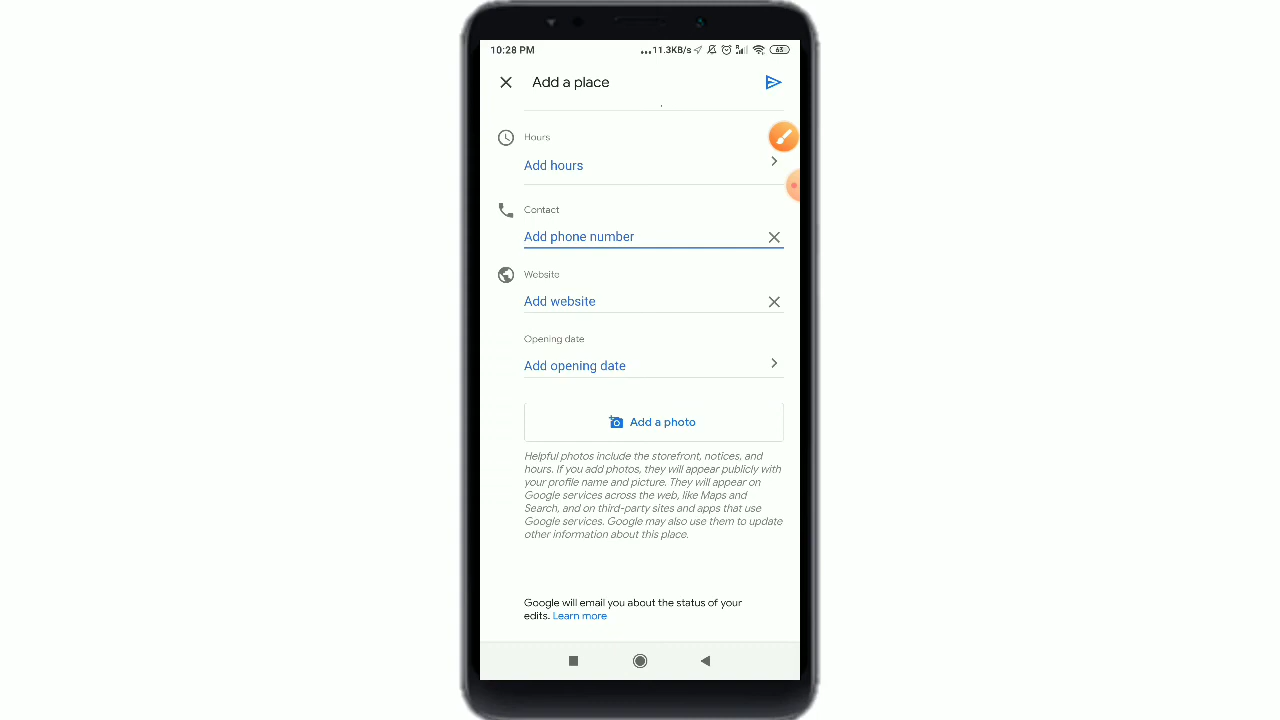 10:28 PM
...11.3KB/s
63
Add a place
Hours
Add hours
Contact
Add phone number
Website
Add website
Opening date
Add opening date
Add a photo
Helpful photos include the storefront, notices, and
hours. If you add photos, they will appear publicly with
your profile name and picture. They will appear on
Google services across the web, like Maps and
Search, and on third-party sites and apps that use
Google services. Google may also use them to update
other information about this place.
Google will email you about the status of your
edits. Learn more